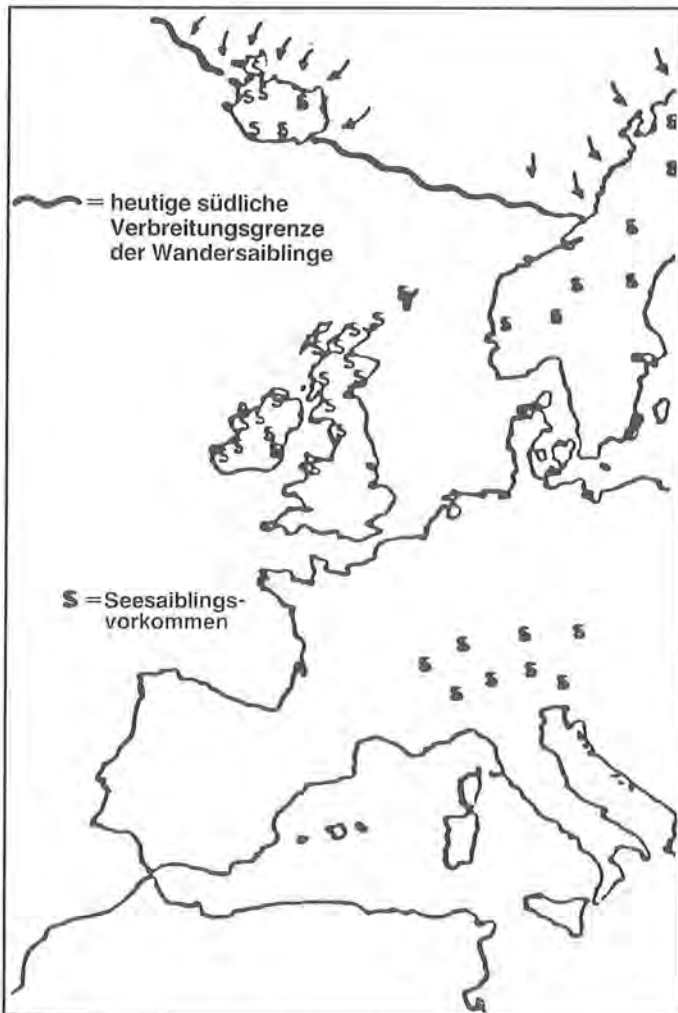 = heutige südliche
Verbreitungsgrenze
der Wandersaiblinge
S = Seesaiblings-
vorkommen